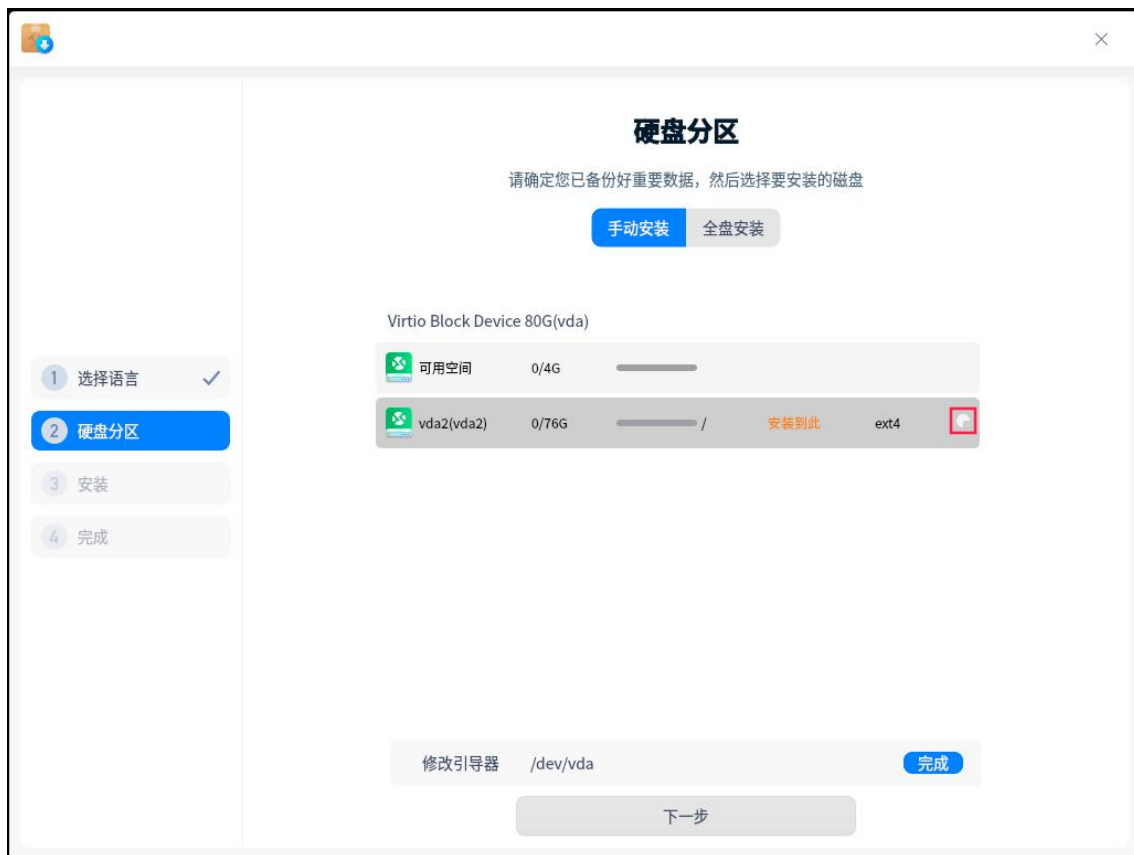 硬盘分区
请确定您已备份好重要数据，然后选择要安装的磁盘
手动安装 全盘安装
Virtio Block Device 80G(vda)
可用空间 0/4G
vda2(vda2) 0/76G / 安装到此 ext4
1 选择语言
2 硬盘分区
3 安装
4 完成
修改引导器 /dev/vda 完成
下一步